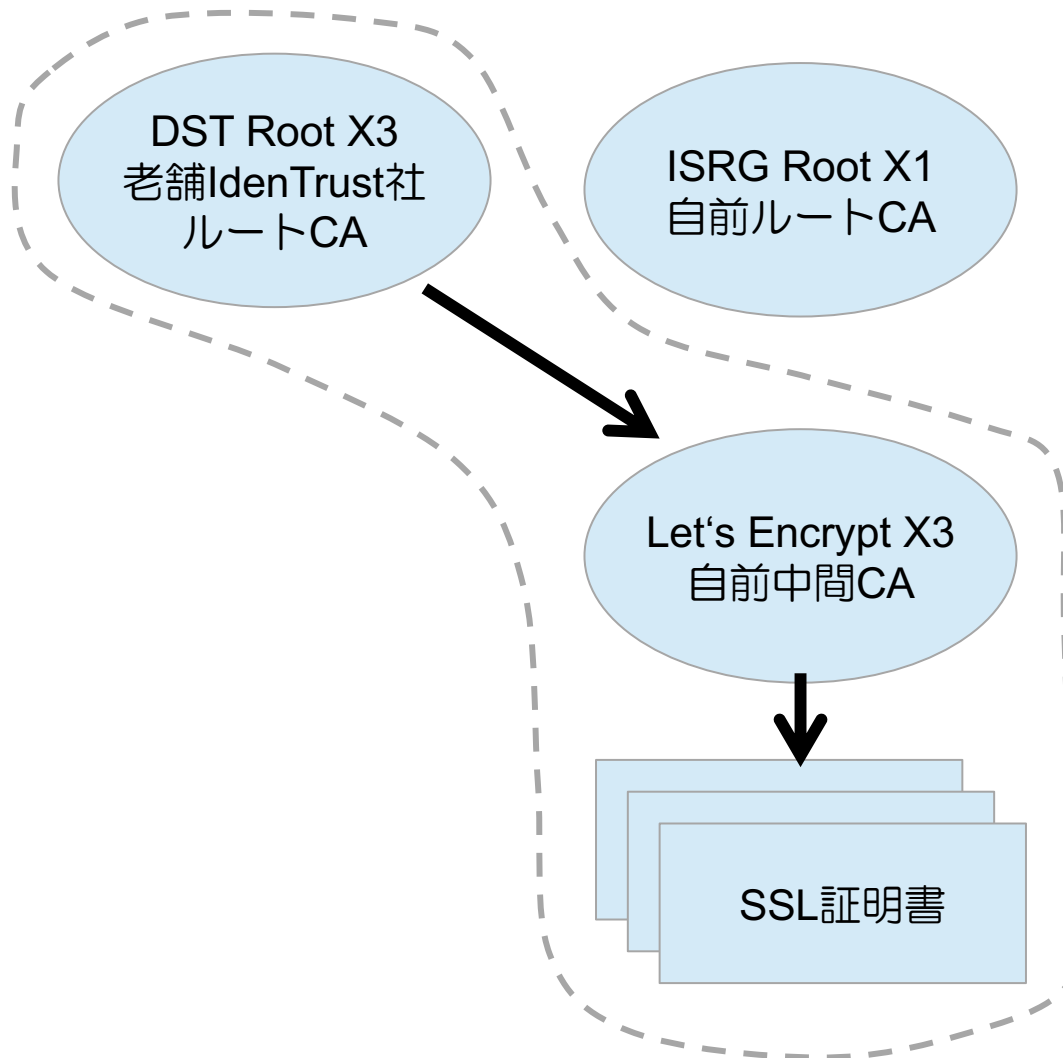 DST Root X3
老舗IdenTrust社
ルートCA
ISRG Root X1
自前ルートCA
Let‘s Encrypt X3
自前中間CA
SSL証明書